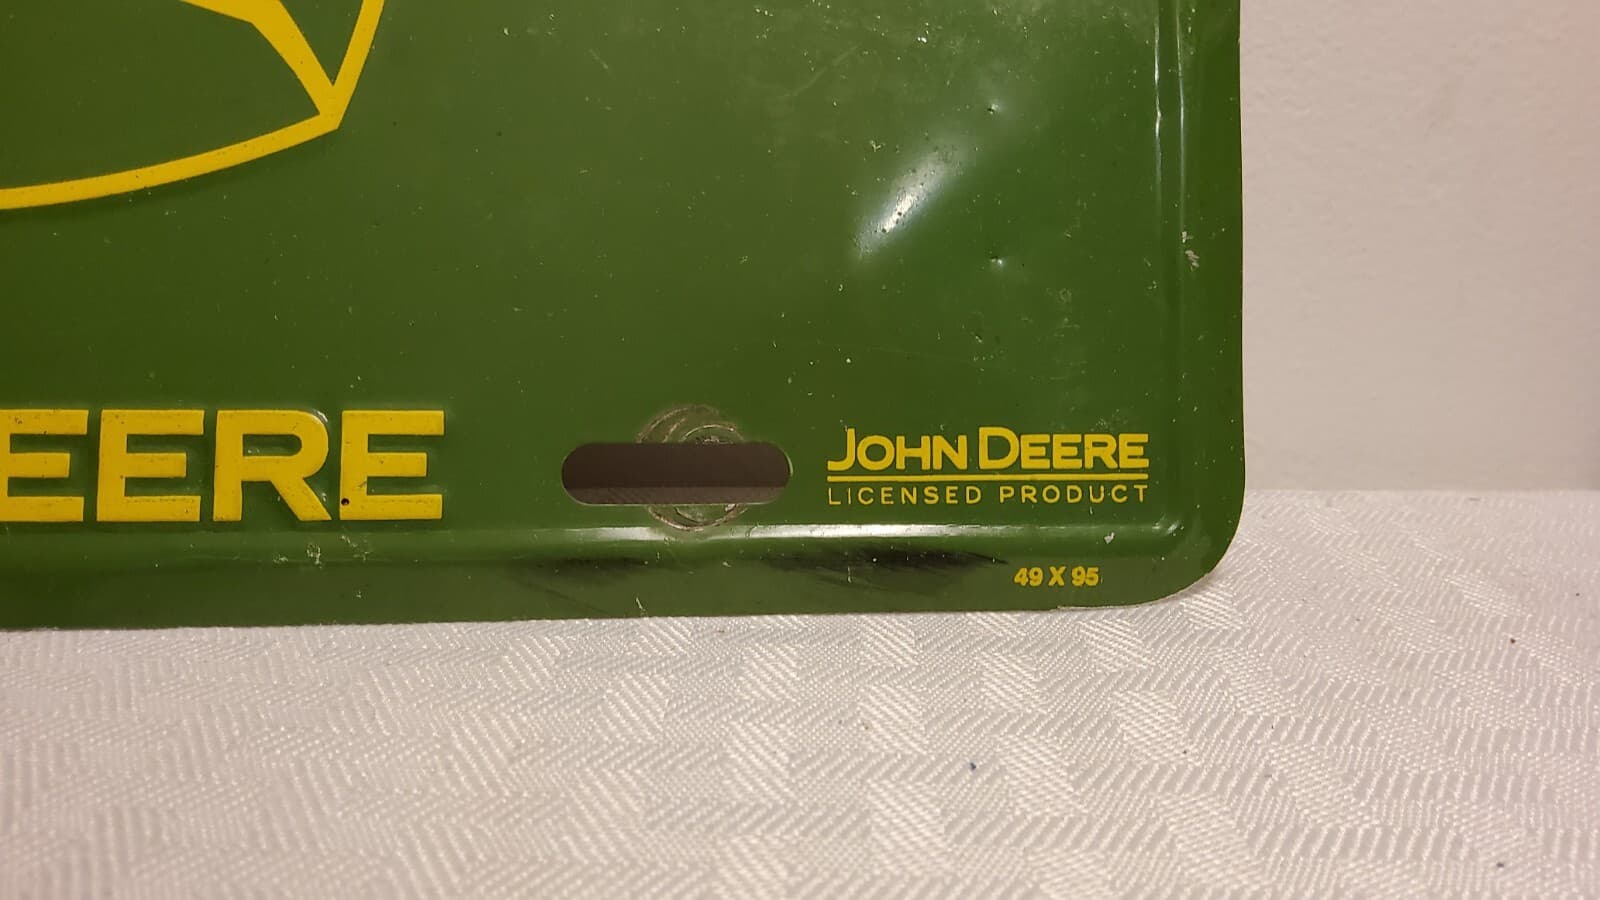 EERE
JOHN DEERE
LICENSED PRODUCT
49 X 95